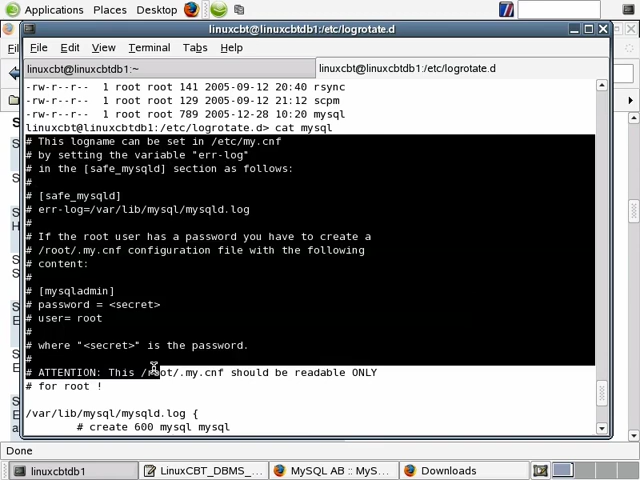 Applications Places Desktop
linuxcbt@linuxcbtdb1:/etc/logrotate.d
File Edit View Terminal Tabs Help
linuxcbt@linuxcbtdb1:~ linuxcbt@linuxcbtdb1:/etc/logrotate.d
-rw-r--r-- 1 root root 141 2005-09-12 20:40 rsync
-rw-r--r-- 1 root root 129 2005-09-12 21:12 scpm
-rw-r--r-- 1 root root 789 2005-12-28 10:20 mysql
linuxcbt@linuxcbtdb1:/etc/logrotate.d> cat mysql
# This logname can be set in /etc/my.cnf
# by setting the variable "err-log"
# in the [safe_mysqld] section as follows:
#
# [safe_mysqld]
# err-log=/var/lib/mysql/mysqld.log
#
# If the root user has a password you have to create a
# /root/.my.cnf configuration file with the following
# content:
#
# [mysqladmin]
# password = <secret>
# user= root
#
# where "<secret>" is the password.
#
# ATTENTION: This /root/.my.cnf should be readable ONLY
# for root !
/var/lib/mysql/mysqld.log {
# create 600 mysql mysql
Done
linuxcbtdb1 LinuxCBT_DBMS_... MySQL AB :: MyS... Downloads